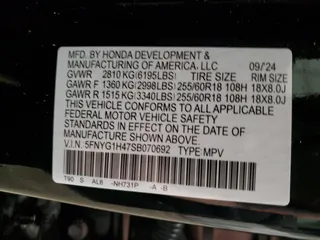 MFD. BY HONDA DEVELOPMENT &
MANUFACTURING OF AMERICA, LLC 09/24
GVWR 2810 KG(6195LBS) TIRE SIZE RIM SIZE
GAWR F 1360 KG(2998LBS) 255/60R18 108H 18X8.0J
GAWR R 1515 KG(3340LBS) 255/60R18 108H 18X8.0J
THIS VEHICLE CONFORMS TO ALL APPLICABLE U.S.
FEDERAL MOTOR VEHICLE SAFETY STANDARDS IN
EFFECT ON THE DATE OF MANUFACTURE SHOWN ABOVE.
V.I.N. 5FNYG1H47SB070692 TYPE:MPV
T90 S AL6 -NH731P -A -B